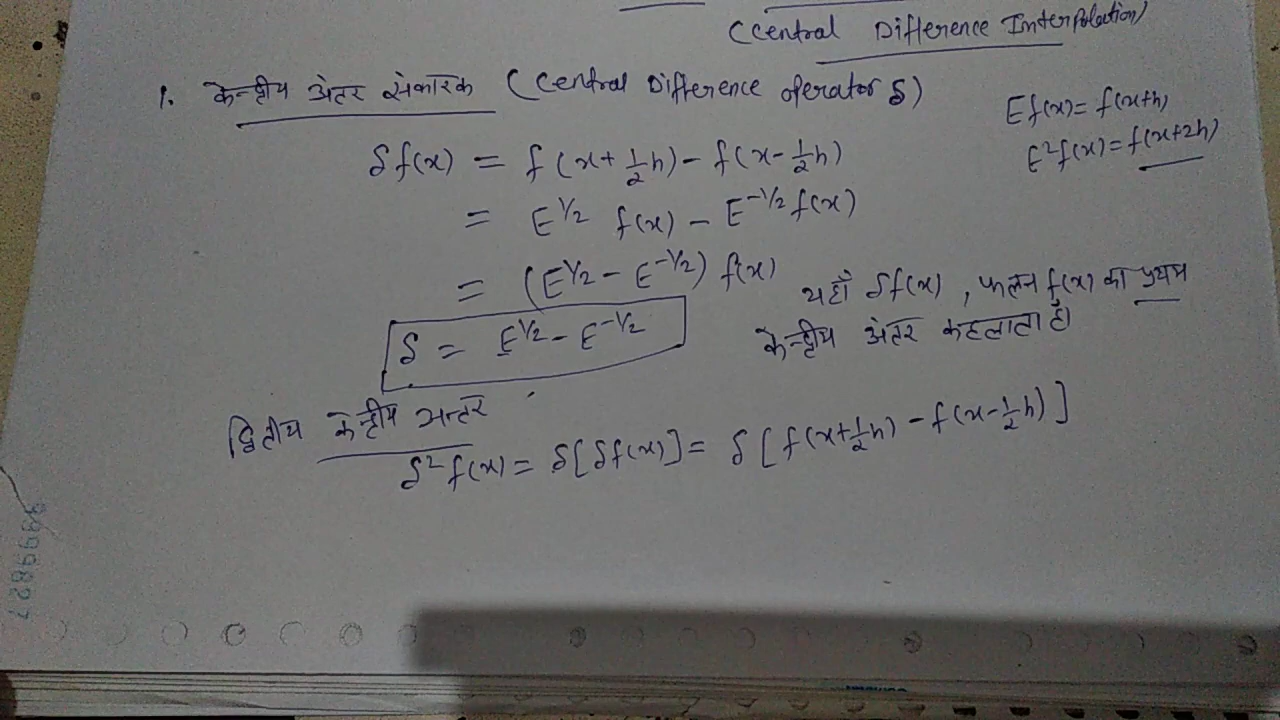 (Central Difference Interpolation)
1. केन्द्रीय अंतर संकारक (Central Difference operator δ)
Ef(x) = f(x+h)
E²f(x) = f(x+2h)
δf(x) = f(x+½h) - f(x-½h)
= E^1/2 f(x) - E^-1/2 f(x)
= (E^1/2 - E^-1/2) f(x)
δ = E^1/2 - E^-1/2
यहाँ δf(x), फलन f(x) का प्रथम
केन्द्रीय अंतर कहलाता है।
द्वितीय केन्द्रीय अन्तर
δ²f(x) = δ[δf(x)] = δ[f(x+½h) - f(x-½h)]